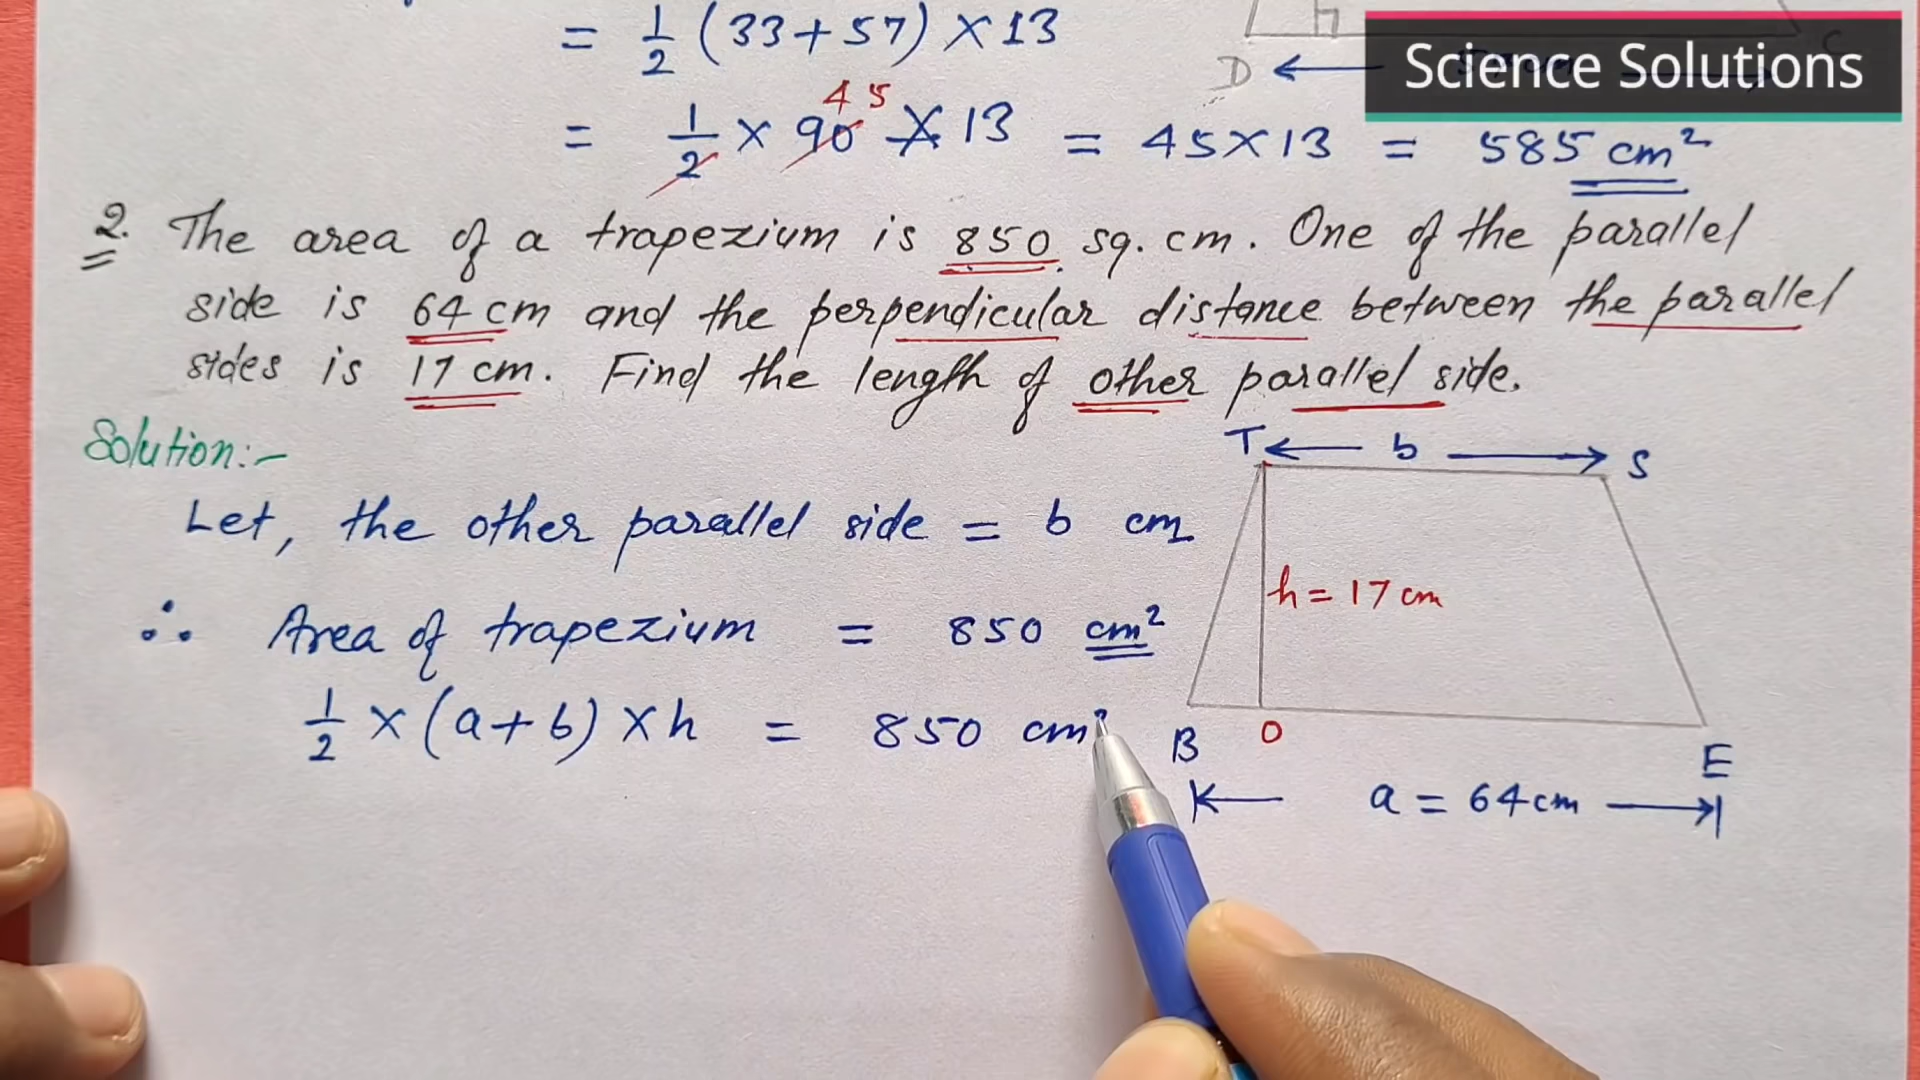 = 1/2 (33+57) × 13
D
Science Solutions
45
= 1/2 × 90 × 13 = 45×13 = 585 cm²
2. The area of a trapezium is 850 sq. cm. One of the parallel
side is 64 cm and the perpendicular distance between the parallel
sides is 17 cm. Find the length of other parallel side.
Solution:-
T b S
Let, the other parallel side = b cm
h = 17 cm
∴ Area of trapezium = 850 cm²
1/2 × (a+b) × h = 850 cm²
B O E
a = 64 cm